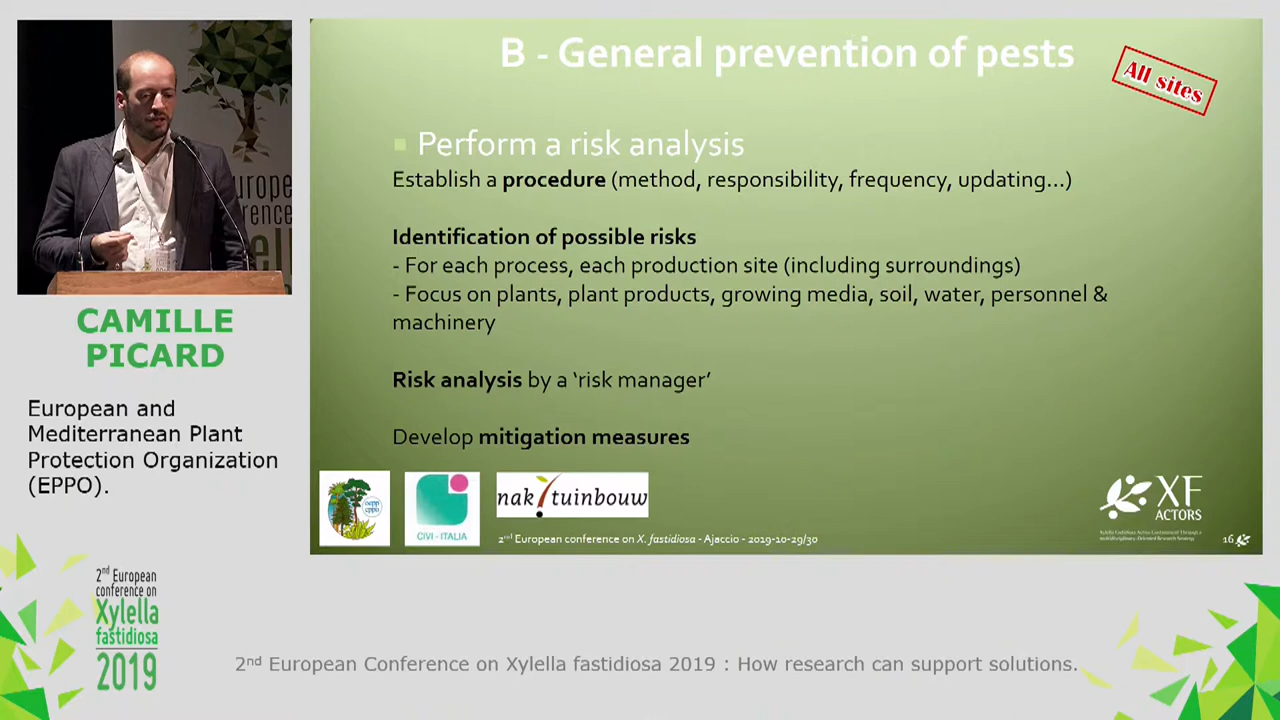 B - General prevention of pests
All sites
Perform a risk analysis
Establish a procedure (method, responsibility, frequency, updating...)
Identification of possible risks
- For each process, each production site (including surroundings)
- Focus on plants, plant products, growing media, soil, water, personnel &
machinery
Risk analysis by a ‘risk manager’
Develop mitigation measures
oepp
eppo
CIVI - ITALIA
nak tuinbouw
2nd European conference on X. fastidiosa - Ajaccio - 2019-10-29/30
XF
ACTORS
16
CAMILLE
PICARD
European and
Mediterranean Plant
Protection Organization
(EPPO).
2nd European
conference on
Xylella
fastidiosa
2019
2nd European Conference on Xylella fastidiosa 2019 : How research can support solutions.